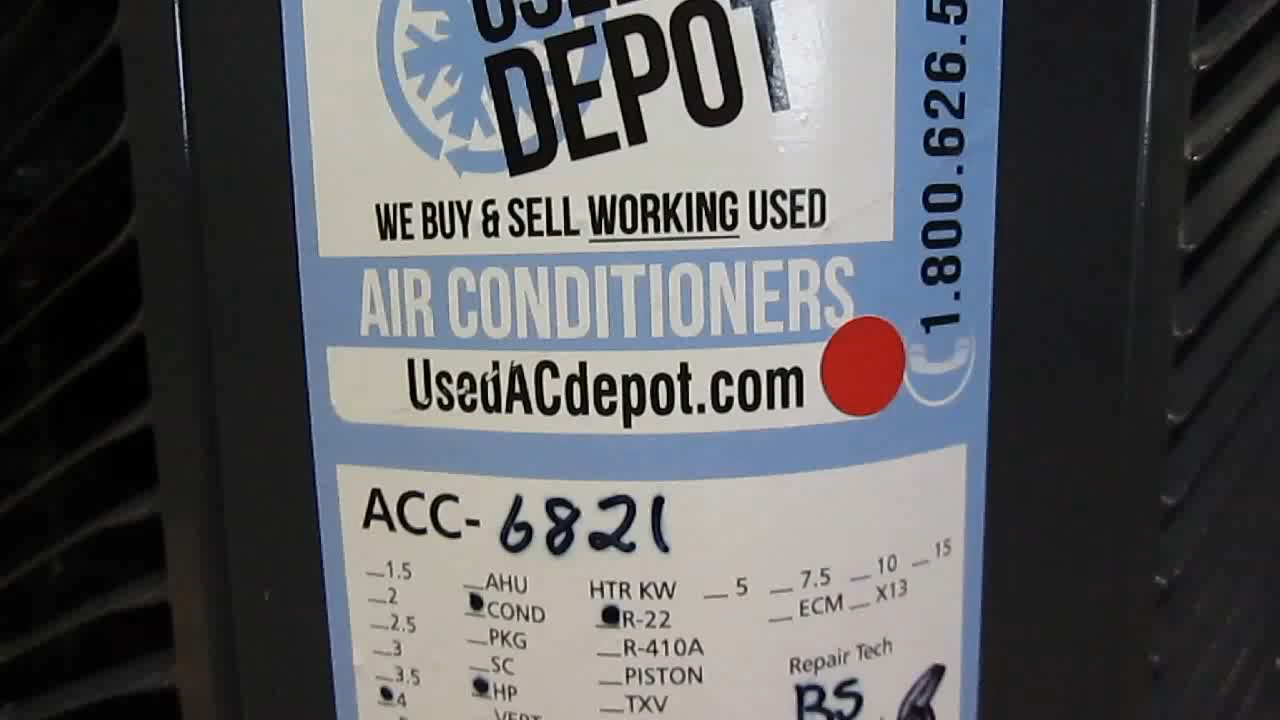 DEPOT
WE BUY & SELL WORKING USED
AIR CONDITIONERS
UsedACdepot.com
1.800.626.5
ACC-6821
1.5
2
2.5
3
3.5
4
AHU
COND
PKG
SC
HP
VERT
HTR KW 5 7.5 10 15
R-22 ECM X13
R-410A
PISTON
TXV
Repair Tech
BS